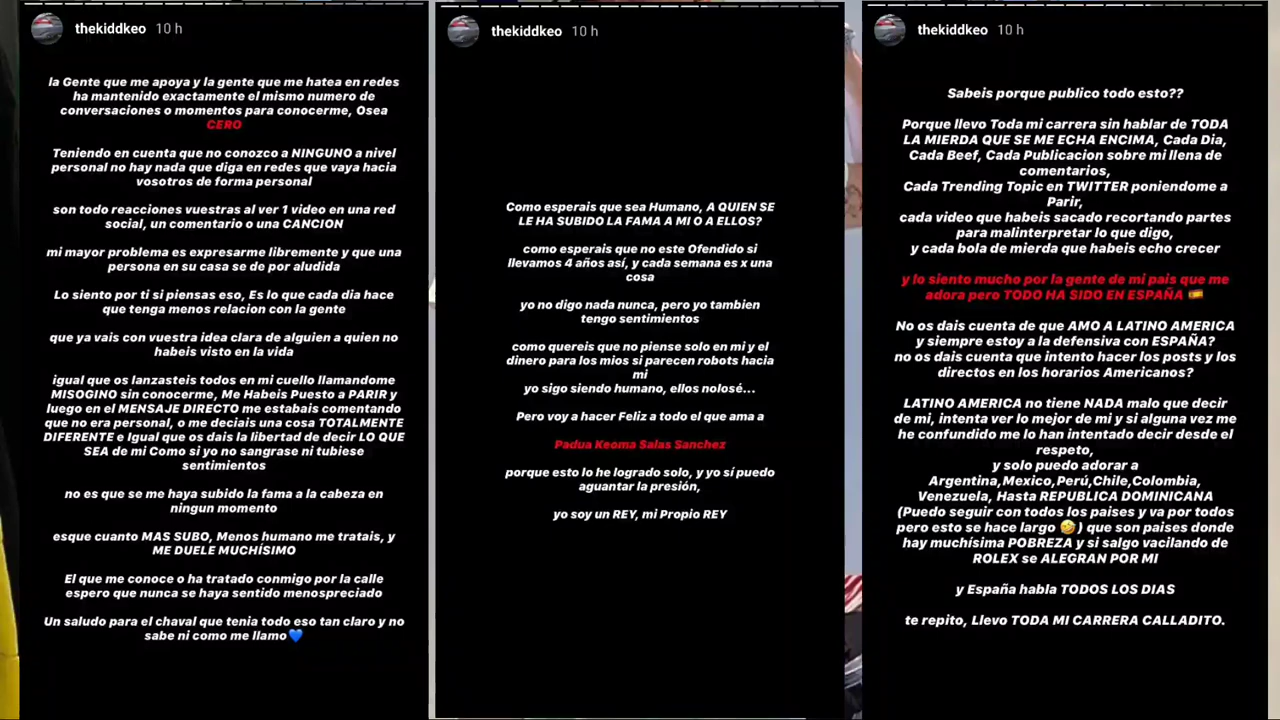 thekiddkeo 10 h
la Gente que me apoya y la gente que me hatea en redes
ha mantenido exactamente el mismo numero de
conversaciones o momentos para conocerme, Osea
CERO
Teniendo en cuenta que no conozco a NINGUNO a nivel
personal no hay nada que diga en redes que vaya hacia
vosotros de forma personal
son todo reacciones vuestras al ver 1 video en una red
social, un comentario o una CANCION
mi mayor problema es expresarme libremente y que una
persona en su casa se de por aludida
Lo siento por ti si piensas eso, Es lo que cada dia hace
que tenga menos relacion con la gente
que ya vais con vuestra idea clara de alguien a quien no
habeis visto en la vida
igual que os lanzasteis todos en mi cuello llamandome
MISOGINO sin conocerme, Me Habeis Puesto a PARIR y
luego en el MENSAJE DIRECTO me estabais comentando
que no era personal, o me deciais una cosa TOTALMENTE
DIFERENTE e Igual que os dais la libertad de decir LO QUE
SEA de mi Como si yo no sangrase ni tubiese
sentimientos
no es que se me haya subido la fama a la cabeza en
ningun momento
esque cuanto MAS SUBO, Menos humano me tratais, y
ME DUELE MUCHÍSIMO
El que me conoce o ha tratado conmigo por la calle
espero que nunca se haya sentido menospreciado
Un saludo para el chaval que tenia todo eso tan claro y no
sabe ni como me llamo💙
thekiddkeo 10 h
Como esperais que sea Humano, A QUIEN SE
LE HA SUBIDO LA FAMA A MI O A ELLOS?
como esperais que no este Ofendido si
llevamos 4 años así, y cada semana es x una
cosa
yo no digo nada nunca, pero yo tambien
tengo sentimientos
como quereis que no piense solo en mi y el
dinero para los mios si parecen robots hacia
mi
yo sigo siendo humano, ellos nolosé...
Pero voy a hacer Feliz a todo el que ama a
Padua Keoma Salas Sanchez
porque esto lo he logrado solo, y yo sí puedo
aguantar la presión,
yo soy un REY, mi Propio REY
thekiddkeo 10 h
Sabeis porque publico todo esto??
Porque llevo Toda mi carrera sin hablar de TODA
LA MIERDA QUE SE ME ECHA ENCIMA, Cada Dia,
Cada Beef, Cada Publicacion sobre mi llena de
comentarios,
Cada Trending Topic en TWITTER poniendome a
Parir,
cada video que habeis sacado recortando partes
para malinterpretar lo que digo,
y cada bola de mierda que habeis echo crecer
y lo siento mucho por la gente de mi pais que me
adora pero TODO HA SIDO EN ESPAÑA 🇪🇸
No os dais cuenta de que AMO A LATINO AMERICA
y siempre estoy a la defensiva con ESPAÑA?
no os dais cuenta que intento hacer los posts y los
directos en los horarios Americanos?
LATINO AMERICA no tiene NADA malo que decir
de mi, intenta ver lo mejor de mi y si alguna vez me
he confundido me lo han intentado decir desde el
respeto,
y solo puedo adorar a
Argentina,Mexico,Perú,Chile,Colombia,
Venezuela, Hasta REPUBLICA DOMINICANA
(Puedo seguir con todos los paises y va por todos
pero esto se hace largo 🤣) que son paises donde
hay muchísima POBREZA y si salgo vacilando de
ROLEX se ALEGRAN POR MI
y España habla TODOS LOS DIAS
te repito, Llevo TODA MI CARRERA CALLADITO.